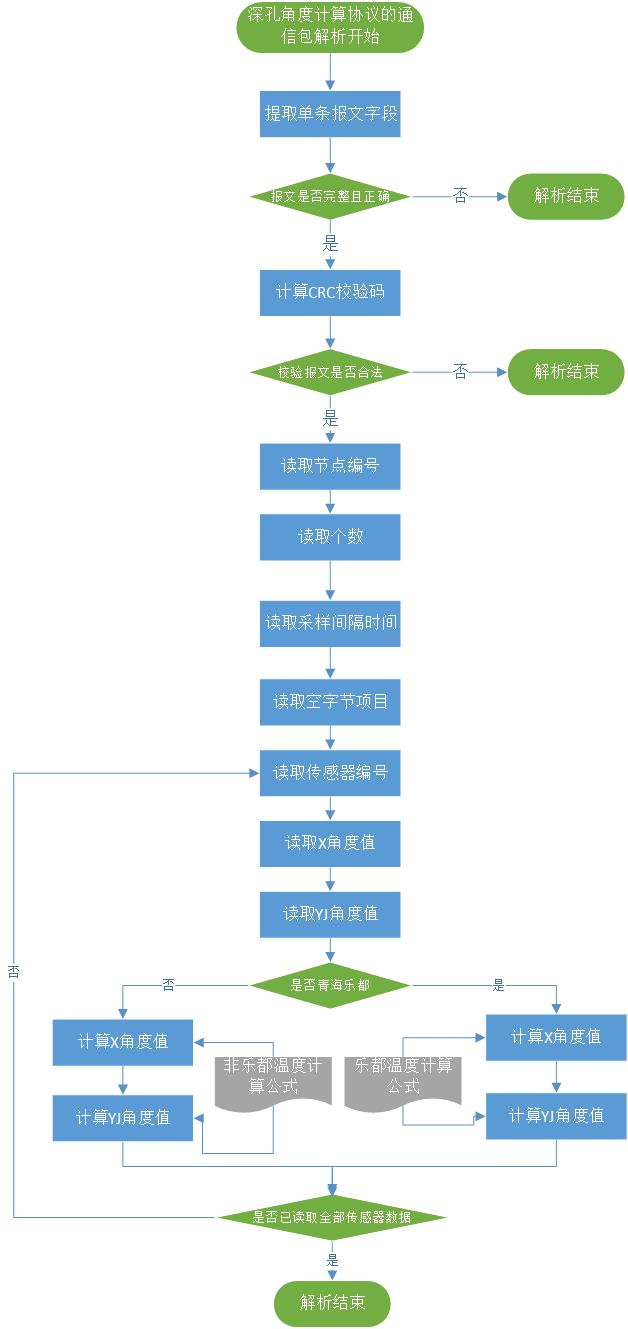 深孔角度计算协议的通
信包解析开始
提取单条报文字段
报文是否完整且正确
否
解析结束
是
计算CRC校验码
校验报文是否合法
否
解析结束
是
读取节点编号
读取个数
读取采样间隔时间
读取空字节项目
读取传感器编号
读取X角度值
读取YJ角度值
是否青海乐都
否
是
否
计算X角度值
计算X角度值
非乐都温度计
算公式
乐都温度计算
公式
计算YJ角度值
计算YJ角度值
是否已读取全部传感器数据
是
解析结束